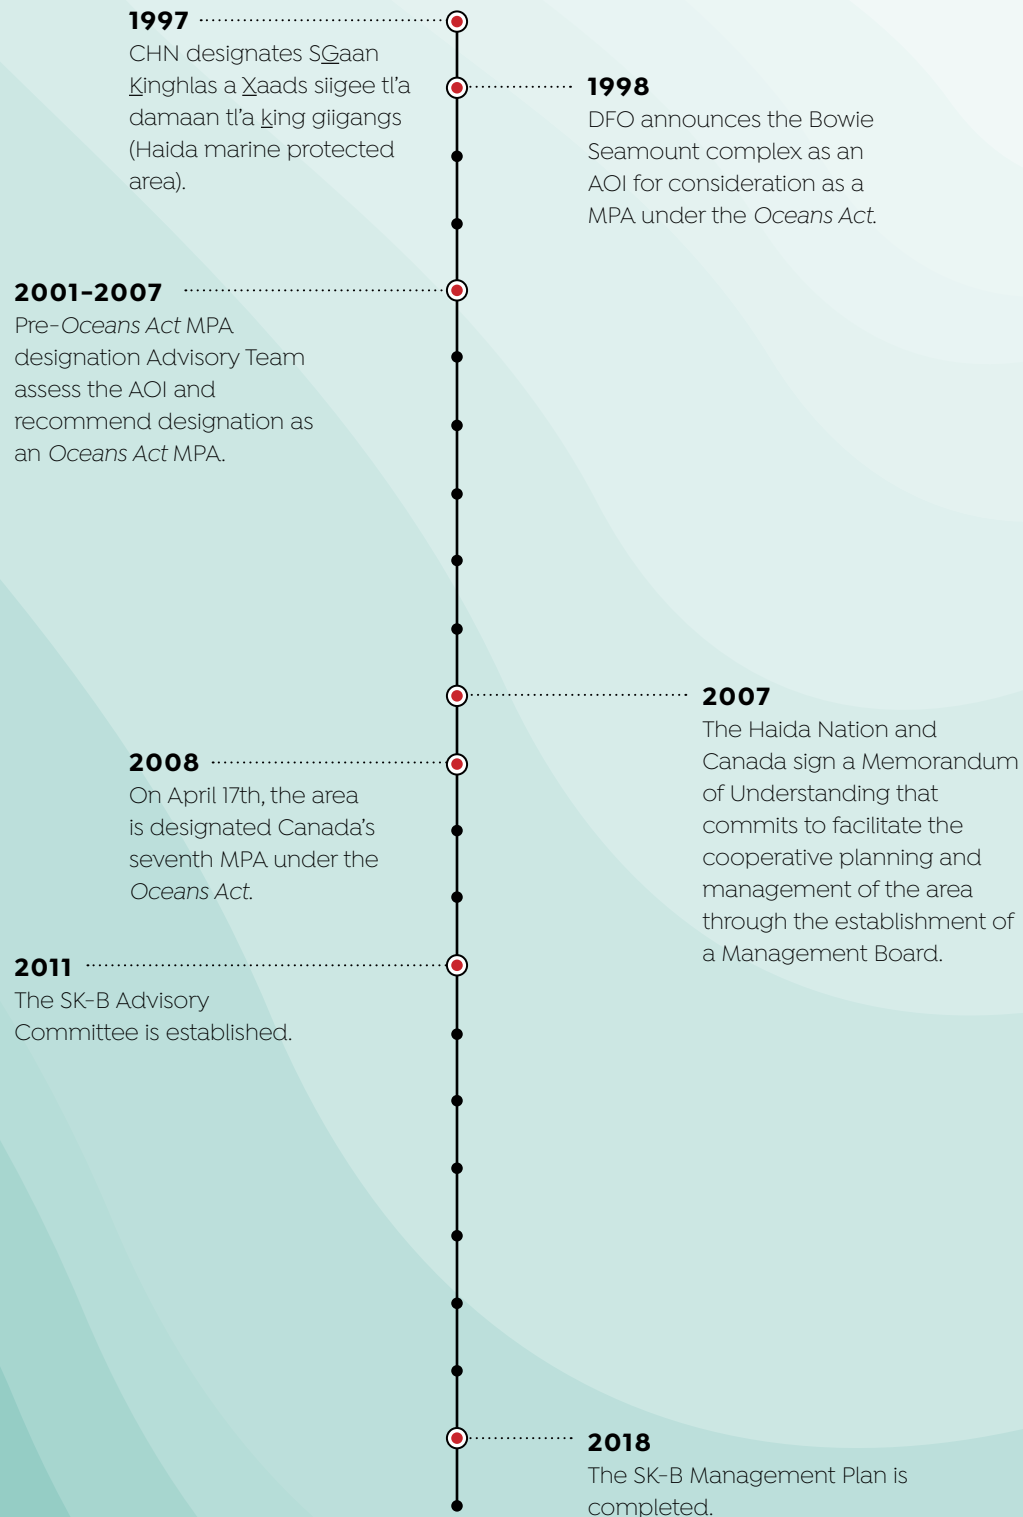 1997
CHN designates SGaan
Kinghlas a Xaads siigee tl’a
damaan tl’a king giigangs
(Haida marine protected
area).
1998
DFO announces the Bowie
Seamount complex as an
AOI for consideration as a
MPA under the Oceans Act.
2001–2007
Pre-Oceans Act MPA
designation Advisory Team
assess the AOI and
recommend designation as
an Oceans Act MPA.
2007
The Haida Nation and
Canada sign a Memorandum
of Understanding that
commits to facilitate the
cooperative planning and
management of the area
through the establishment of
a Management Board.
2008
On April 17th, the area
is designated Canada’s
seventh MPA under the
Oceans Act.
2011
The SK-B Advisory
Committee is established.
2018
The SK-B Management Plan is
completed.